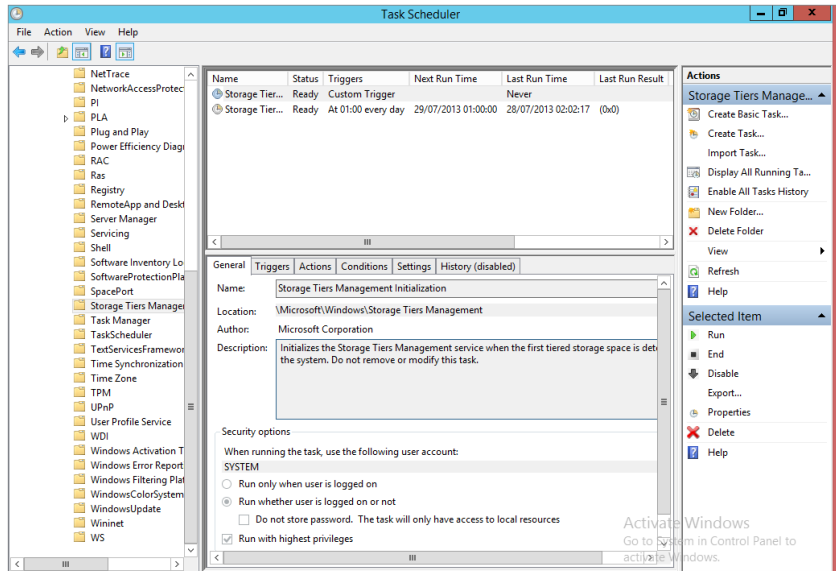 Task Scheduler
File Action View Help
NetTrace
NetworkAccessProtec
PI
PLA
Plug and Play
Power Efficiency Diagn
RAC
Ras
Registry
RemoteApp and Deskt
Server Manager
Servicing
Shell
Software Inventory Lo
SoftwareProtectionPla
SpacePort
Storage Tiers Manager
Task Manager
TaskScheduler
TextServicesFramewor
Time Synchronization
Time Zone
TPM
UPnP
User Profile Service
WDI
Windows Activation T
Windows Error Report
Windows Filtering Plat
WindowsColorSystem
WindowsUpdate
Wininet
WS
Name Status Triggers Next Run Time Last Run Time Last Run Result
Storage Tier... Ready Custom Trigger Never
Storage Tier... Ready At 01:00 every day 29/07/2013 01:00:00 28/07/2013 02:02:17 (0x0)
General Triggers Actions Conditions Settings History (disabled)
Name: Storage Tiers Management Initialization
Location: \Microsoft\Windows\Storage Tiers Management
Author: Microsoft Corporation
Description: Initializes the Storage Tiers Management service when the first tiered storage space is dete
the system. Do not remove or modify this task.
Security options
When running the task, use the following user account:
SYSTEM
Run only when user is logged on
Run whether user is logged on or not
Do not store password. The task will only have access to local resources
Run with highest privileges
Actions
Storage Tiers Manage...
Create Basic Task...
Create Task...
Import Task...
Display All Running Ta...
Enable All Tasks History
New Folder...
Delete Folder
View
Refresh
Help
Selected Item
Run
End
Disable
Export...
Properties
Delete
Help
Activate Windows
Go to System in Control Panel to
activate Windows.